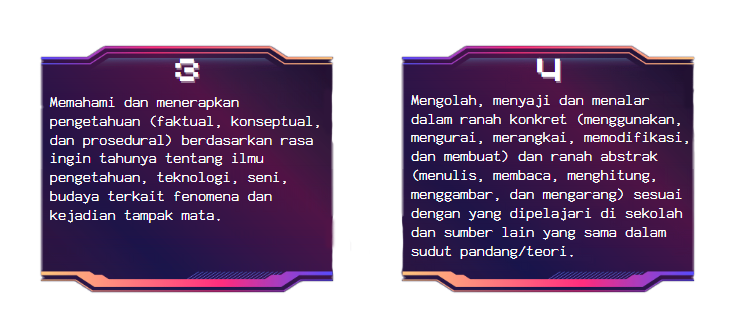 3
Memahami dan menerapkan
pengetahuan (faktual, konseptual,
dan prosedural) berdasarkan rasa
ingin tahunya tentang ilmu
pengetahuan, teknologi, seni,
budaya terkait fenomena dan
kejadian tampak mata.
4
Mengolah, menyaji dan menalar
dalam ranah konkret (menggunakan,
mengurai, merangkai, memodifikasi,
dan membuat) dan ranah abstrak
(menulis, membaca, menghitung,
menggambar, dan mengarang) sesuai
dengan yang dipelajari di sekolah
dan sumber lain yang sama dalam
sudut pandang/teori.